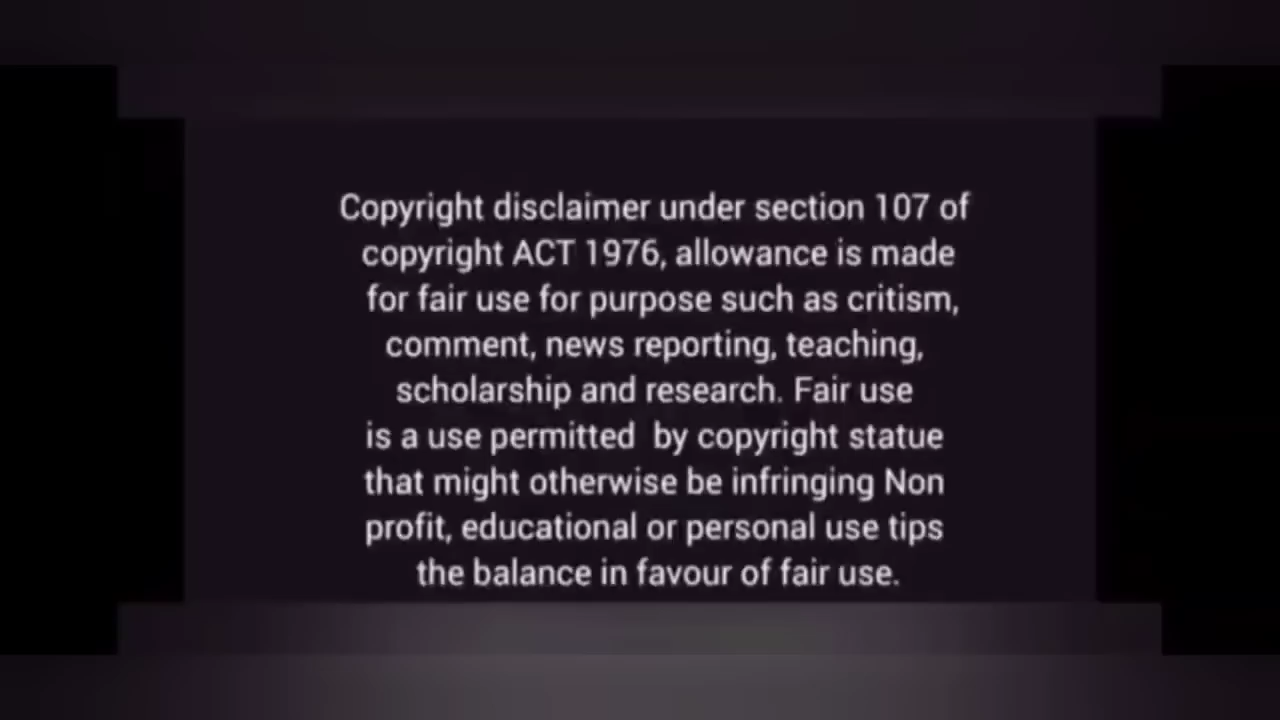 Copyright disclaimer under section 107 of
copyright ACT 1976, allowance is made
for fair use for purpose such as critism,
comment, news reporting, teaching,
scholarship and research. Fair use
is a use permitted by copyright statue
that might otherwise be infringing Non
profit, educational or personal use tips
the balance in favour of fair use.